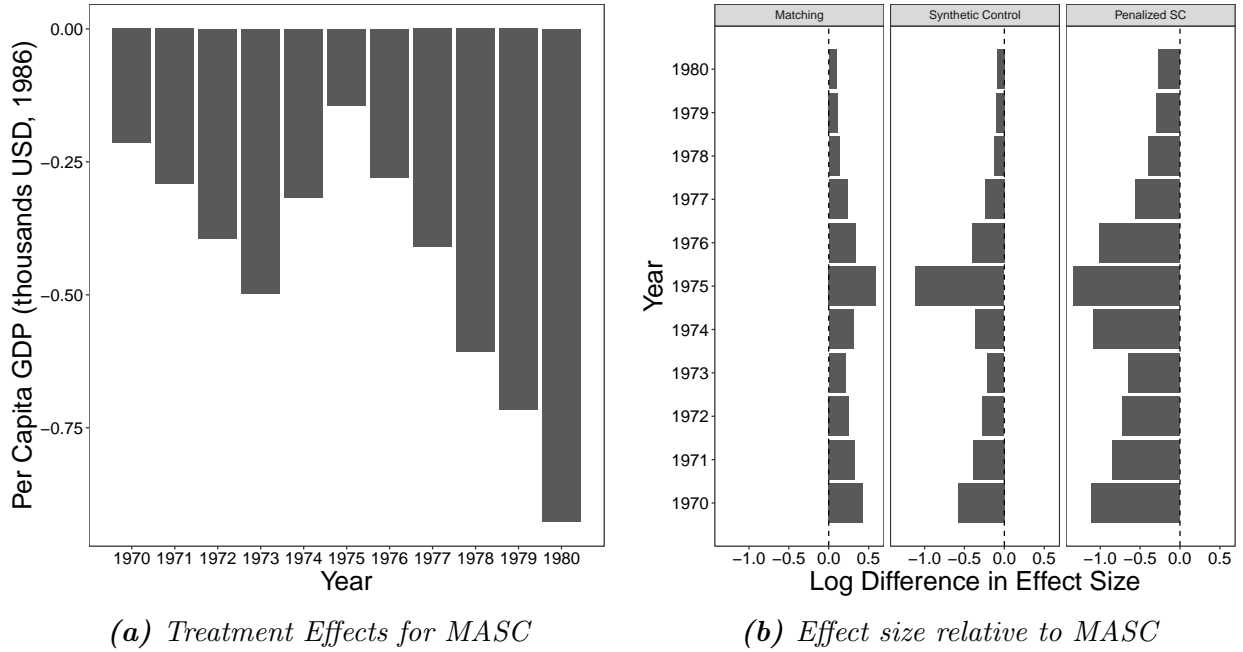 Per Capita GDP (thousands USD, 1986)
0.00
−0.25
−0.50
−0.75
1970 1971 1972 1973 1974 1975 1976 1977 1978 1979 1980
Year
(a) Treatment Effects for MASC
Matching Synthetic Control Penalized SC
Year
1980
1979
1978
1977
1976
1975
1974
1973
1972
1971
1970
−1.0 −0.5 0.0 0.5 −1.0 −0.5 0.0 0.5 −1.0 −0.5 0.0 0.5
Log Difference in Effect Size
(b) Effect size relative to MASC